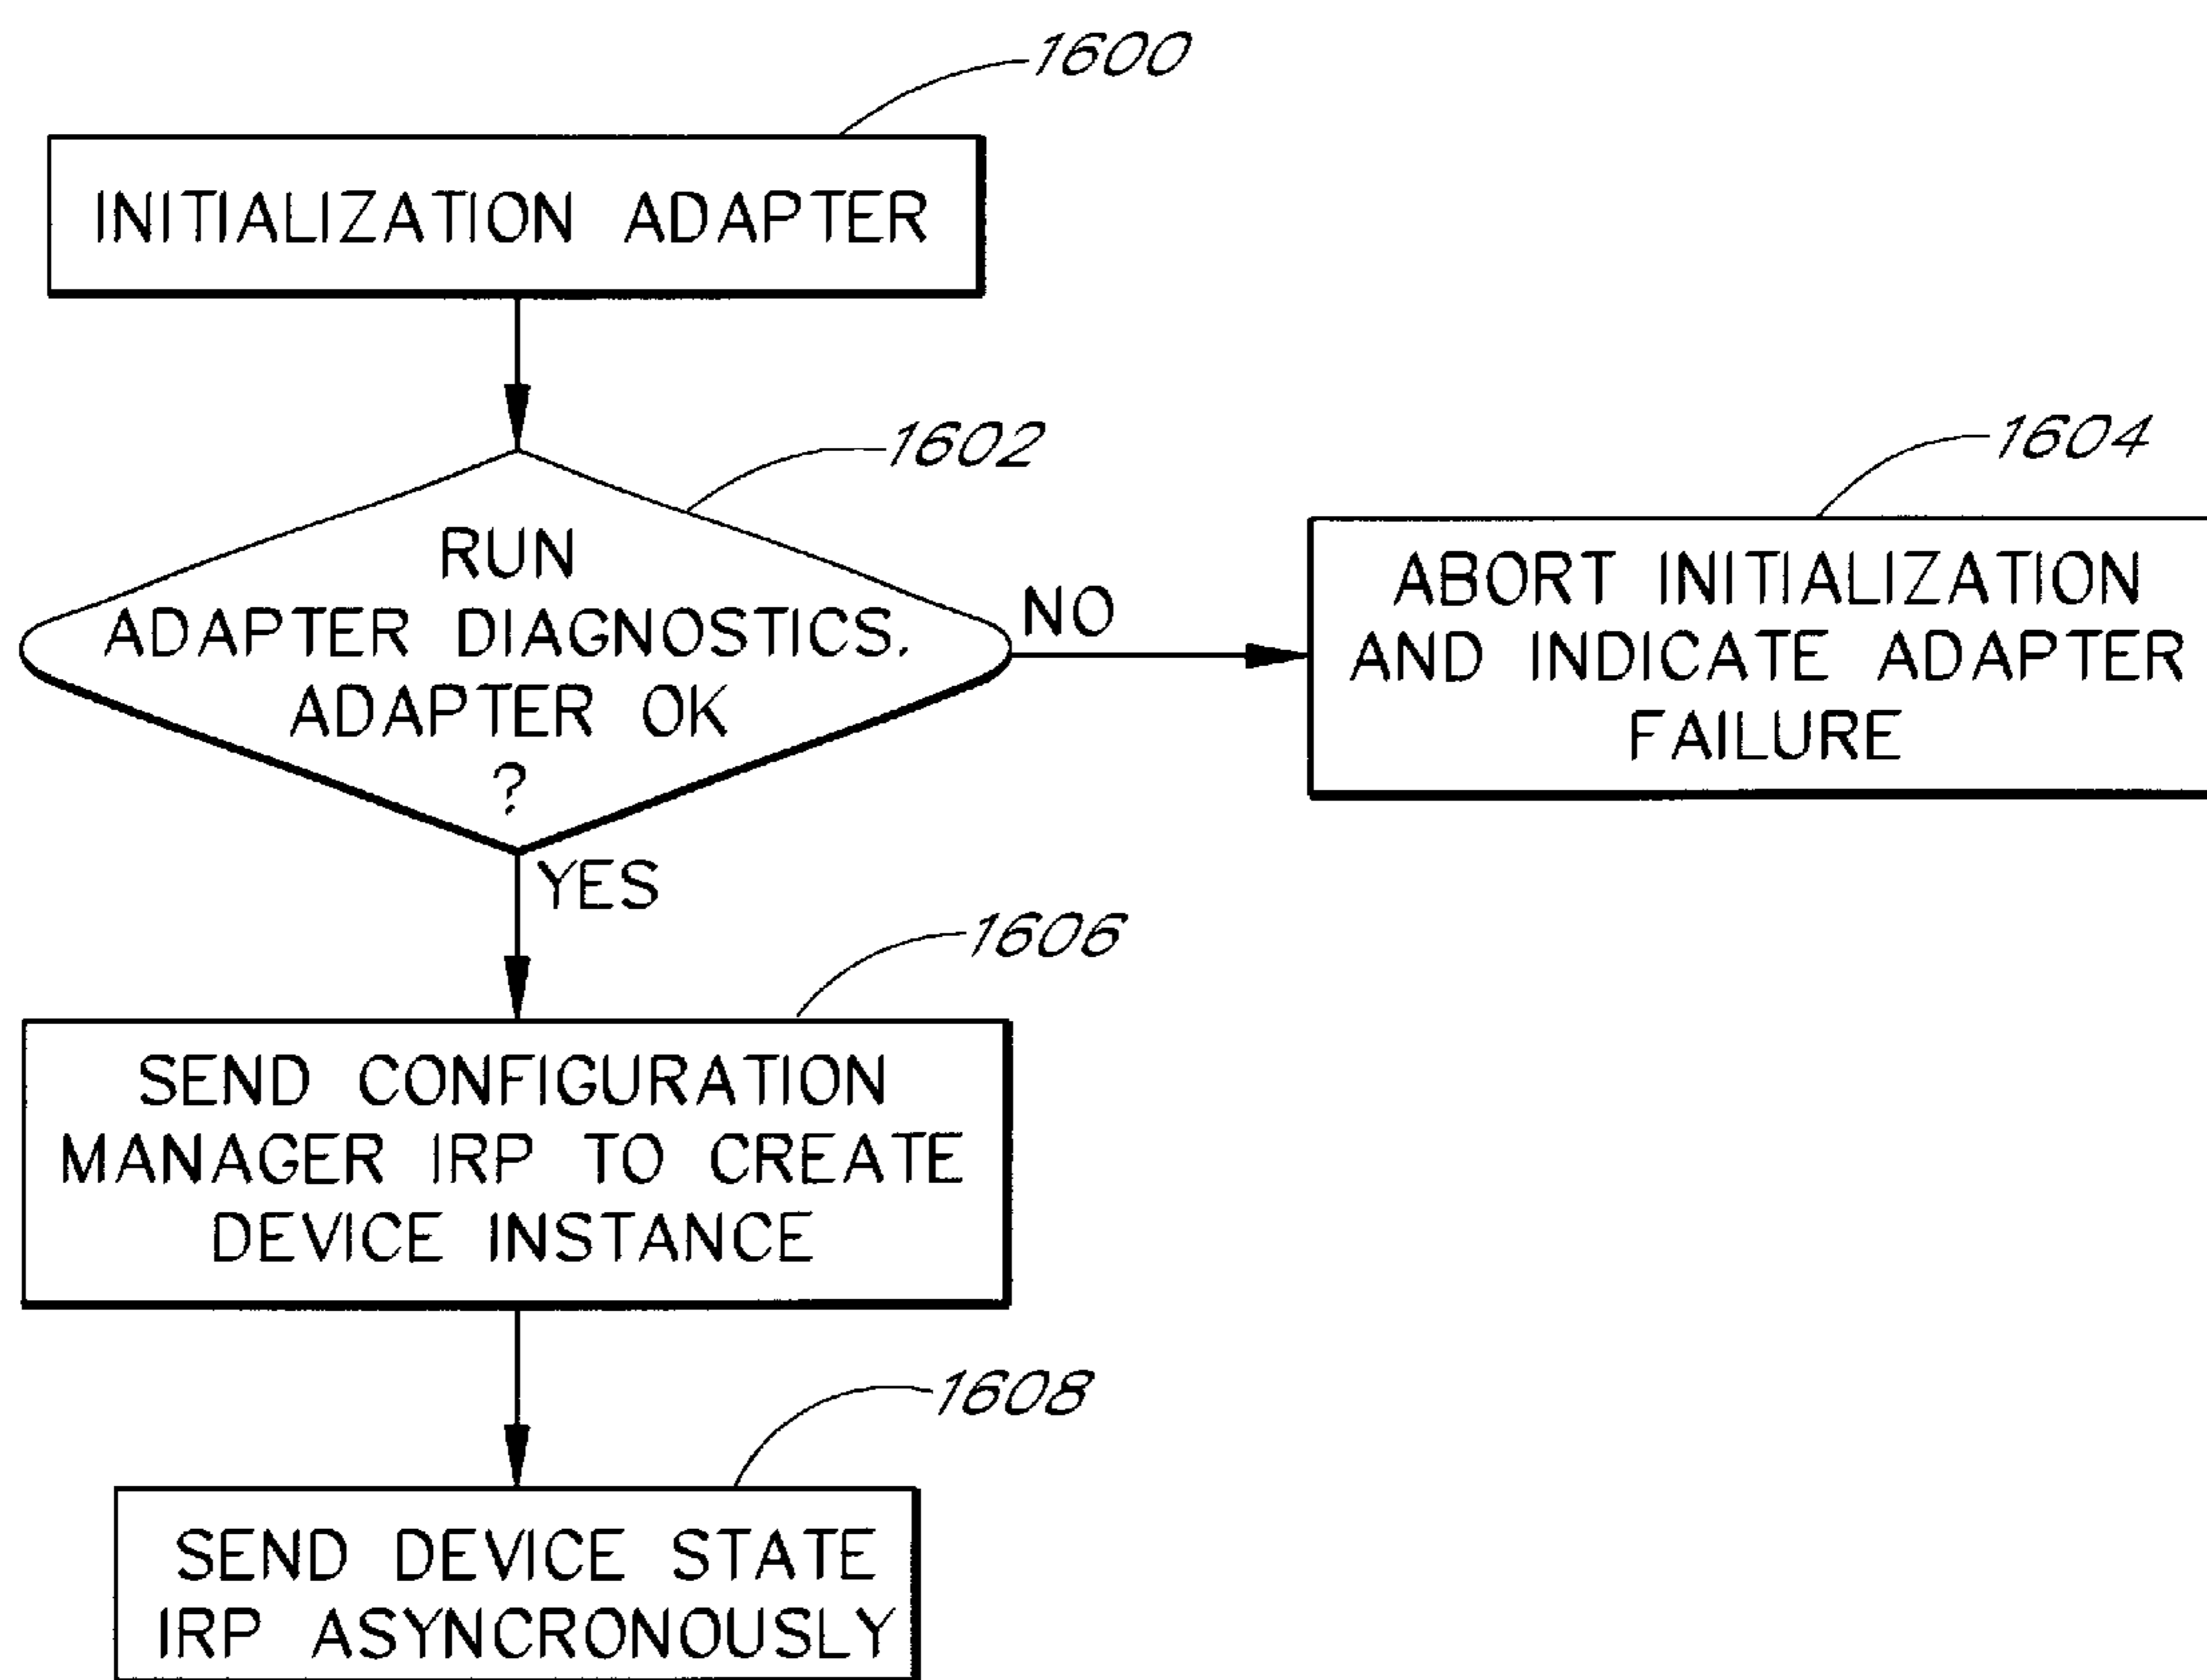 1600
INITIALIZATION ADAPTER
1602
RUN
ADAPTER DIAGNOSTICS.
ADAPTER OK
?
NO
1604
ABORT INITIALIZATION
AND INDICATE ADAPTER
FAILURE
YES
1606
SEND CONFIGURATION
MANAGER IRP TO CREATE
DEVICE INSTANCE
1608
SEND DEVICE STATE
IRP ASYNCRONOUSLY